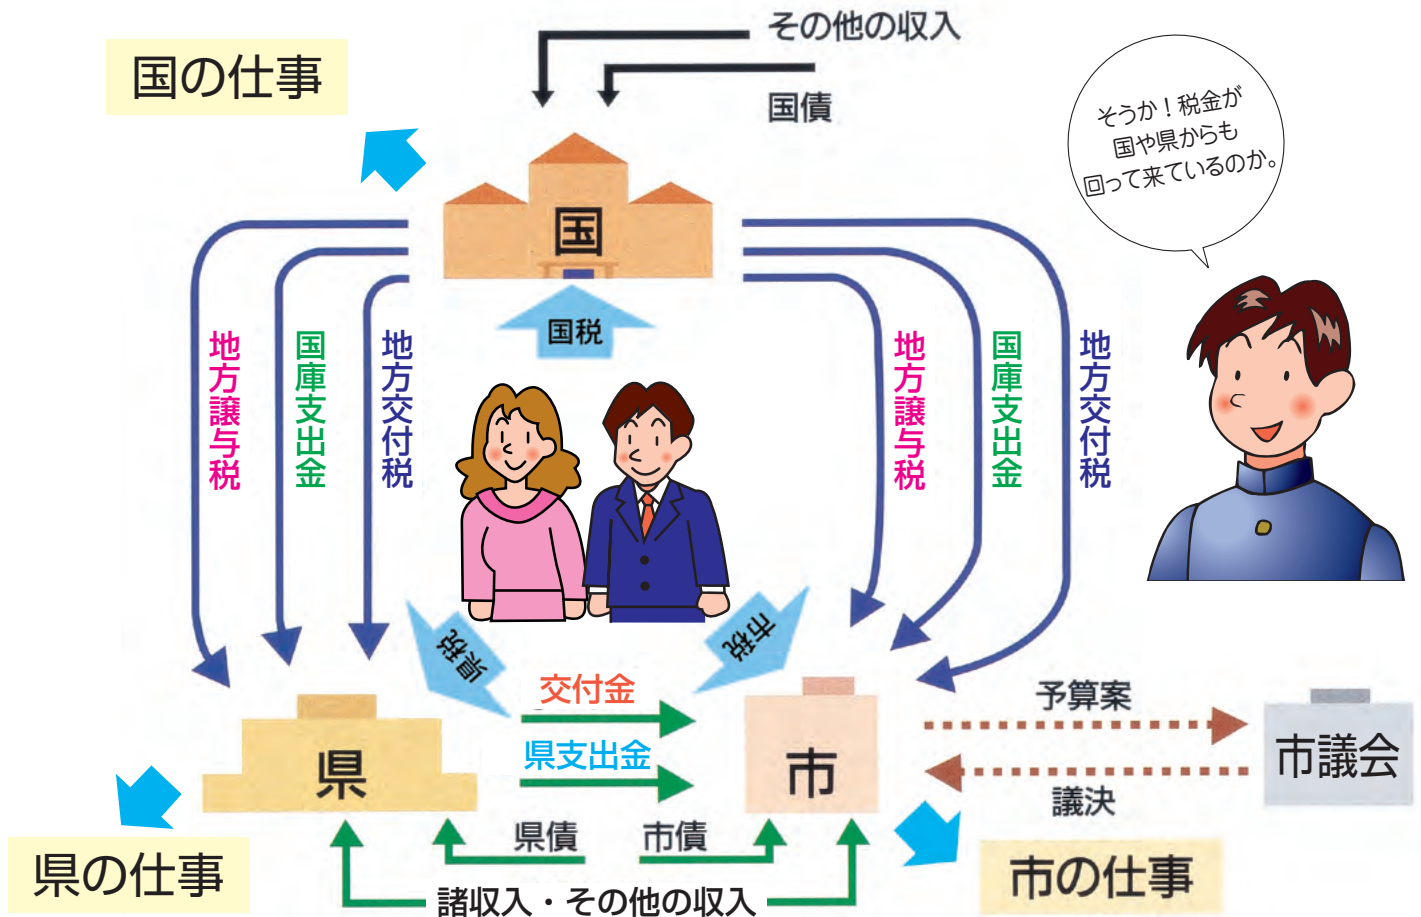 その他の収入
国債
国の仕事
そうか！税金が
国や県からも
回って来ているのか。
国
国税
地方譲与税
国庫支出金
地方交付税
地方譲与税
国庫支出金
地方交付税
県税
市税
交付金
県支出金
県
市
予算案
議決
市議会
県債
市債
諸収入・その他の収入
県の仕事
市の仕事